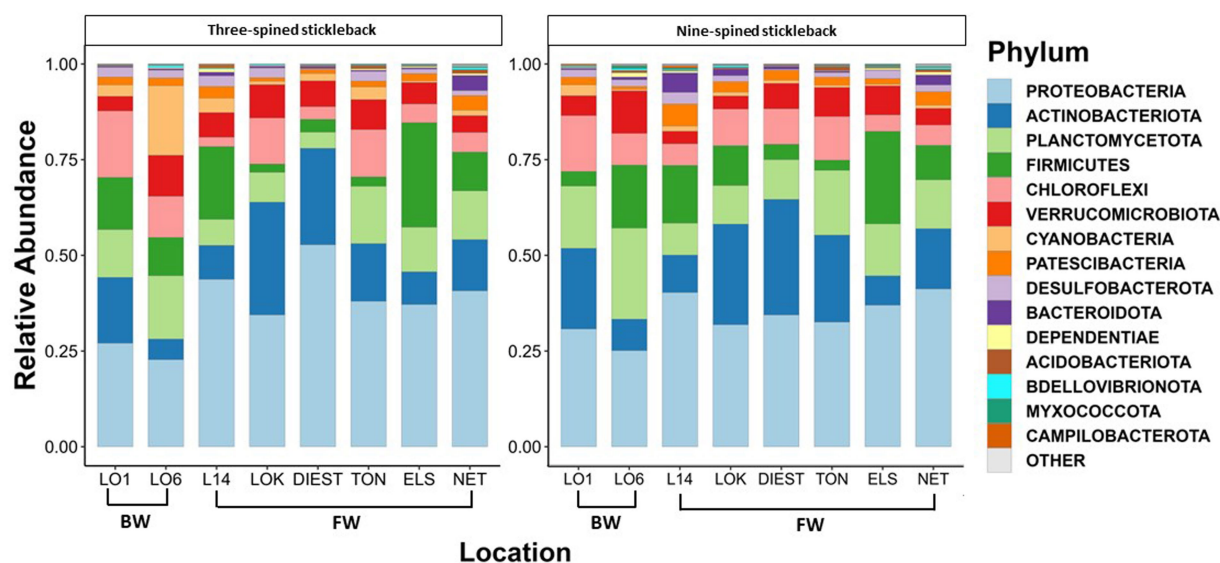 Three-spined stickleback
Nine-spined stickleback
Relative Abundance
1.00
0.75
0.50
0.25
0.00
1.00
0.75
0.50
0.25
0.00
LO1 LO6 L14 LOK DIEST TON ELS NET
BW FW
LO1 LO6 L14 LOK DIEST TON ELS NET
BW FW
Location
Phylum
PROTEOBACTERIA
ACTINOBACTERIOTA
PLANCTOMYCETOTA
FIRMICUTES
CHLOROFLEXI
VERRUCOMICROBIOTA
CYANOBACTERIA
PATESCIBACTERIA
DESULFOBACTEROTA
BACTEROIDOTA
DEPENDENTIAE
ACIDOBACTERIOTA
BDELLOVIBRIONOTA
MYXOCOCCOTA
CAMPILOBACTEROTA
OTHER